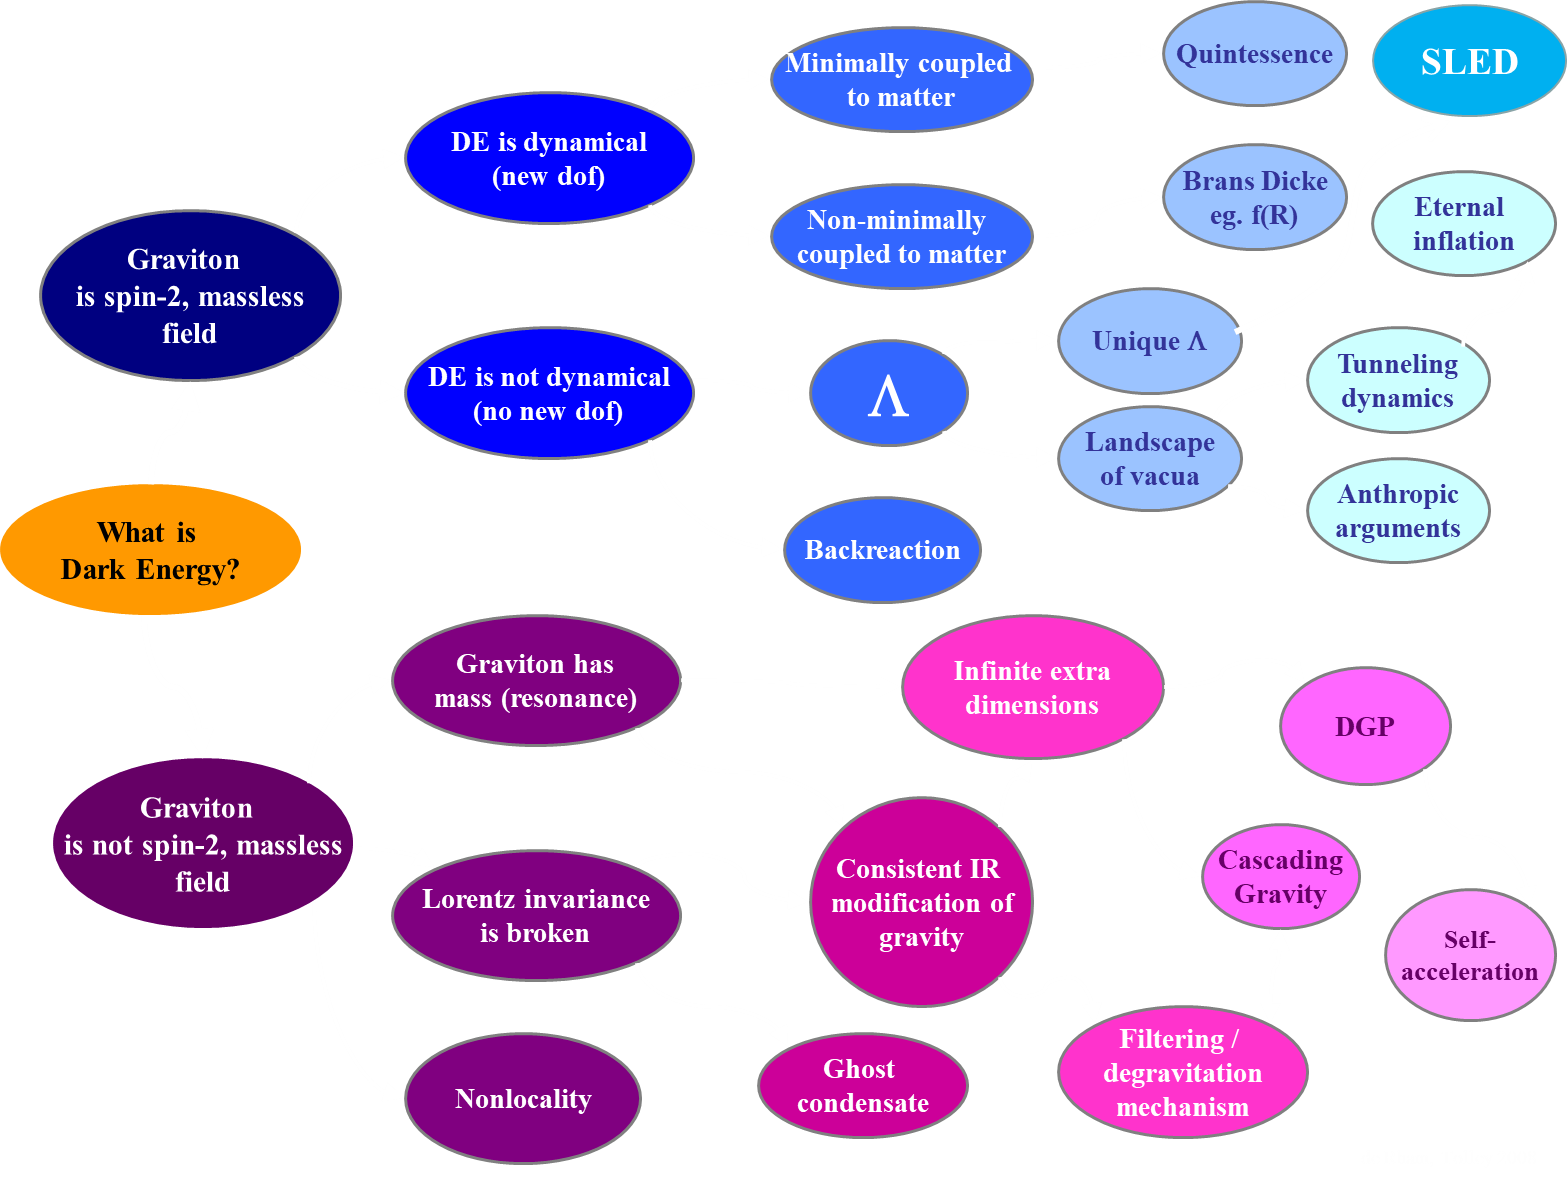 Minimally coupled
to matter
Quintessence
SLED
DE is dynamical
(new dof)
Brans Dicke
eg. f(R)
Eternal
inflation
Non-minimally
coupled to matter
Graviton
is spin-2, massless
field
Unique Λ
DE is not dynamical
(no new dof)
Λ
Tunneling
dynamics
Landscape
of vacua
Anthropic
arguments
What is
Dark Energy?
Backreaction
Graviton has
mass (resonance)
Infinite extra
dimensions
DGP
Graviton
is not spin-2, massless
field
Cascading
Gravity
Consistent IR
modification of
gravity
Lorentz invariance
is broken
Self-
acceleration
Nonlocality
Ghost
condensate
Filtering /
degravitation
mechanism